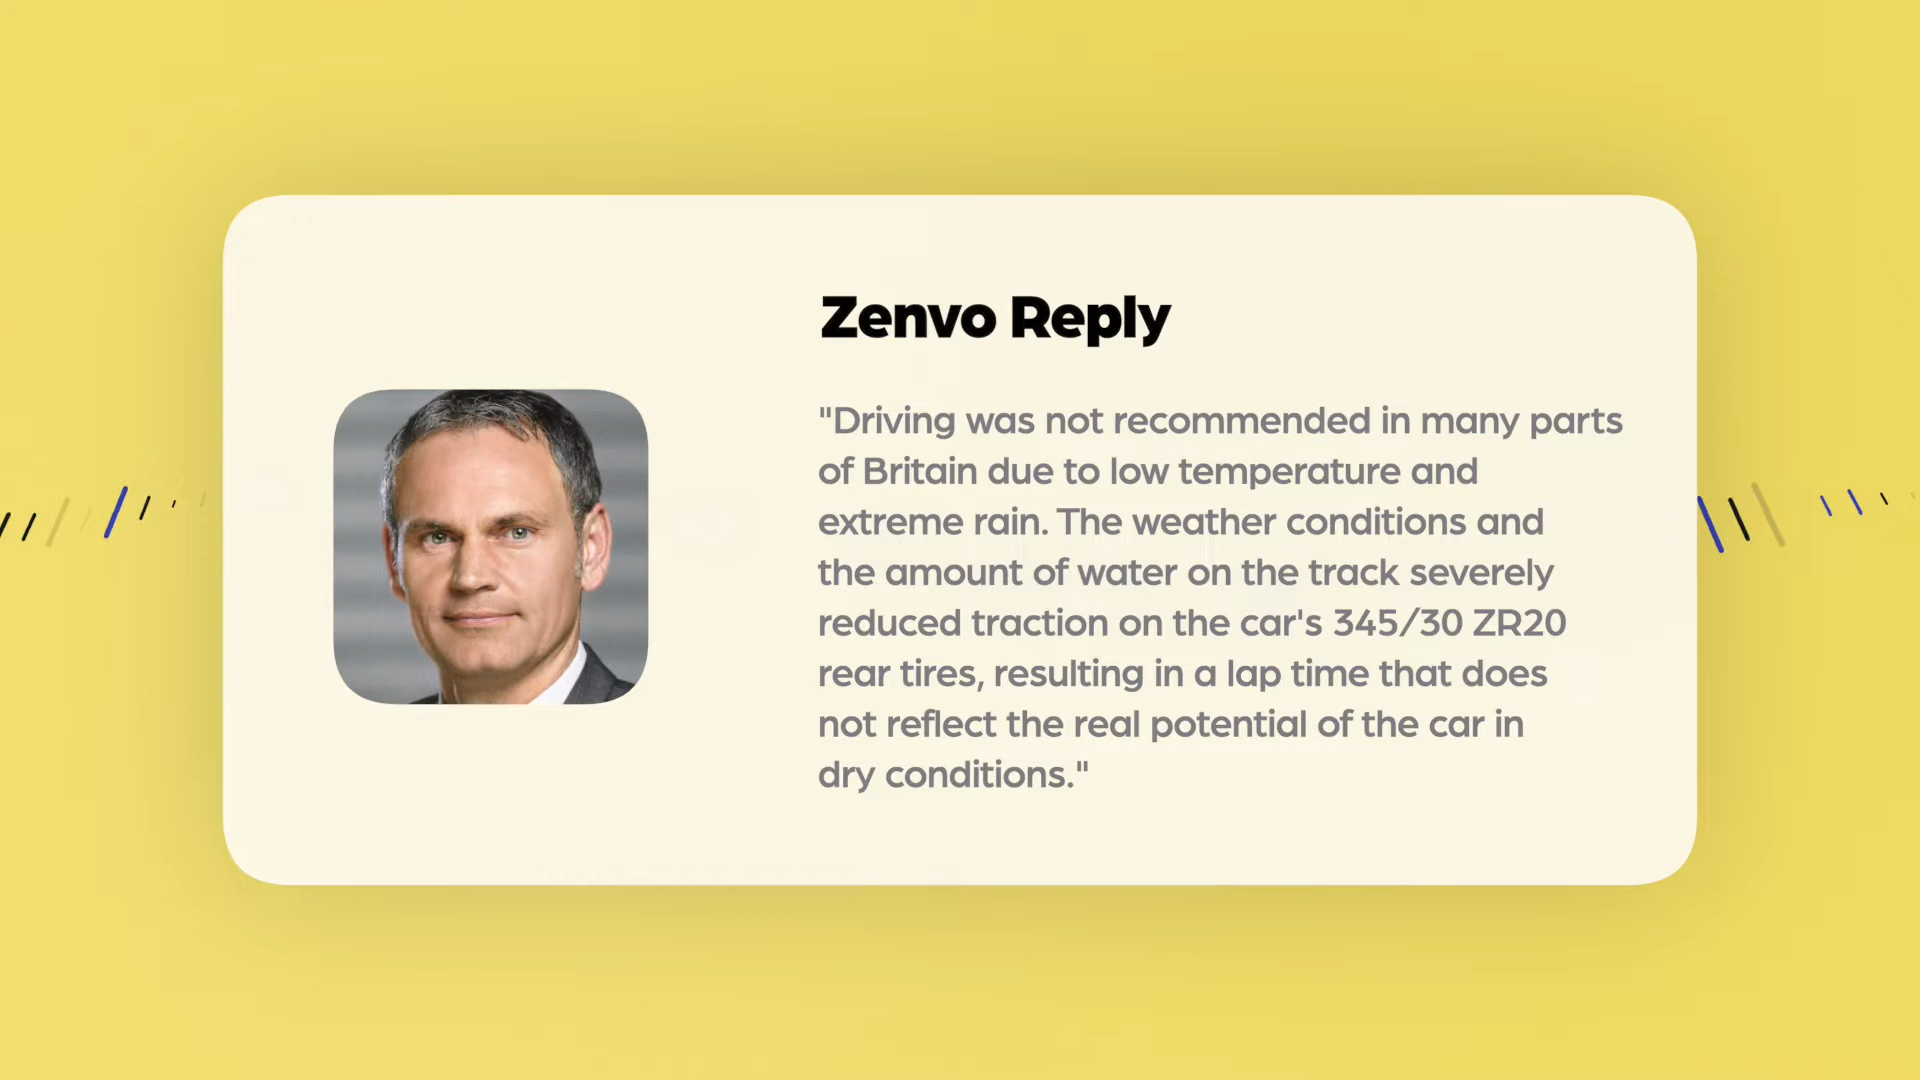 Zenvo Reply
"Driving was not recommended in many parts
of Britain due to low temperature and
extreme rain. The weather conditions and
the amount of water on the track severely
reduced traction on the car's 345/30 ZR20
rear tires, resulting in a lap time that does
not reflect the real potential of the car in
dry conditions."